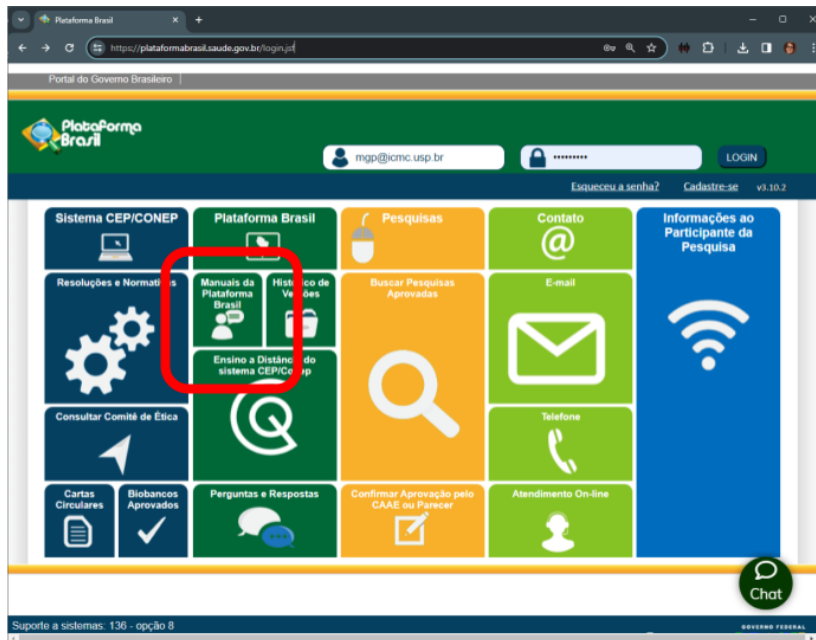 Plataforma Brasil
https://plataformabrasil.saude.gov.br/login.jsf
Portal do Governo Brasileiro
Plataforma
Brasil
mgp@icmc.usp.br
LOGIN
Esqueceu a senha?
Cadastre-se
v3.10.2
Sistema CEP/CONEP
Plataforma Brasil
Pesquisas
Contato
Informações ao
Participante da
Pesquisa
Resoluções e Normativas
Manuais da
Plataforma
Brasil
Histórico de
Versões
Buscar Pesquisas
Aprovadas
E-mail
Ensino a Distância do
sistema CEP/Conep
Consultar Comitê de Ética
Telefone
Cartas
Circulares
Biobancos
Aprovados
Perguntas e Respostas
Confirmar Aprovação pelo
CAAE ou Parecer
Atendimento On-line
Chat
Suporte a sistemas: 136 - opção 8
GOVERNO FEDERAL